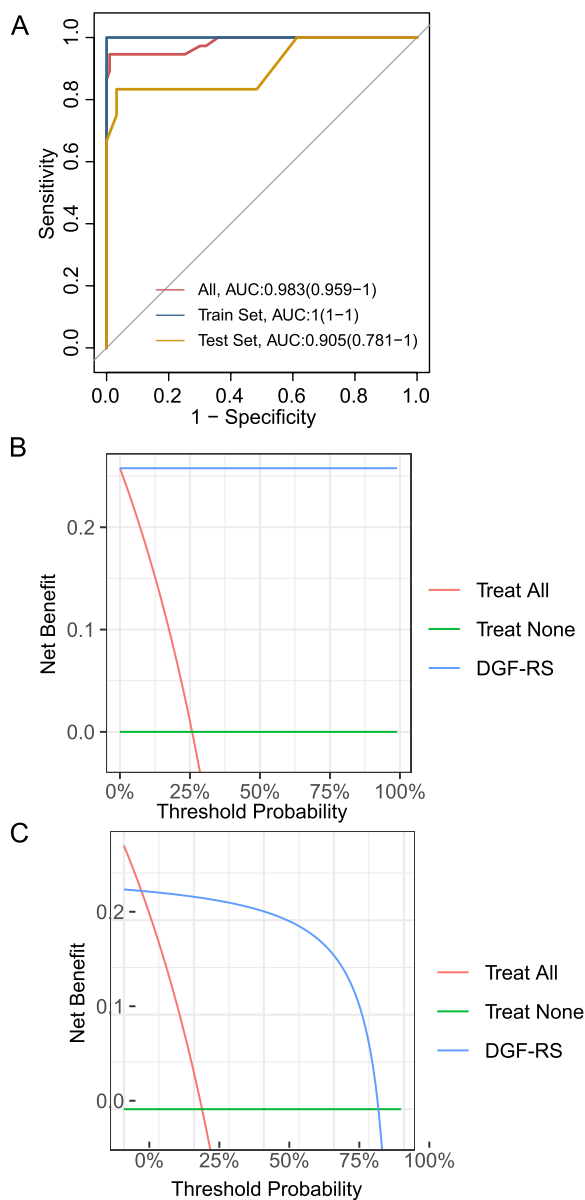 A
1.0
0.8
0.6
0.4
0.2
0.0
Sensitivity
All, AUC:0.983(0.959−1)
Train Set, AUC:1(1−1)
Test Set, AUC:0.905(0.781−1)
0.0 0.2 0.4 0.6 0.8 1.0
1 − Specificity
B
0.2
0.1
0.0
Net Benefit
Treat All
Treat None
DGF-RS
0% 25% 50% 75% 100%
Threshold Probability
C
0.2
0.1
0.0
Net Benefit
Treat All
Treat None
DGF-RS
0% 25% 50% 75% 100%
Threshold Probability